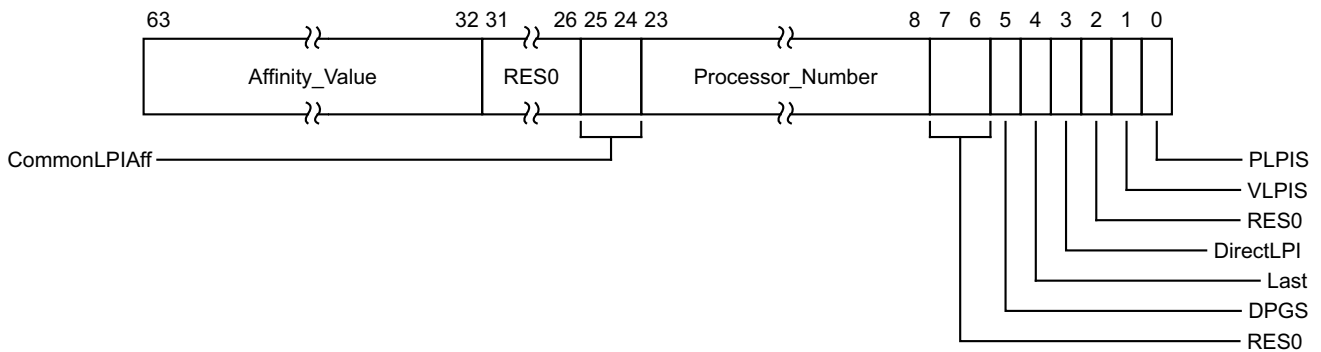 63 32 31 26 25 24 23 8 7 6 5 4 3 2 1 0
Affinity_Value RES0 Processor_Number
CommonLPIAff PLPIS
VLPIS
RES0
DirectLPI
Last
DPGS
RES0